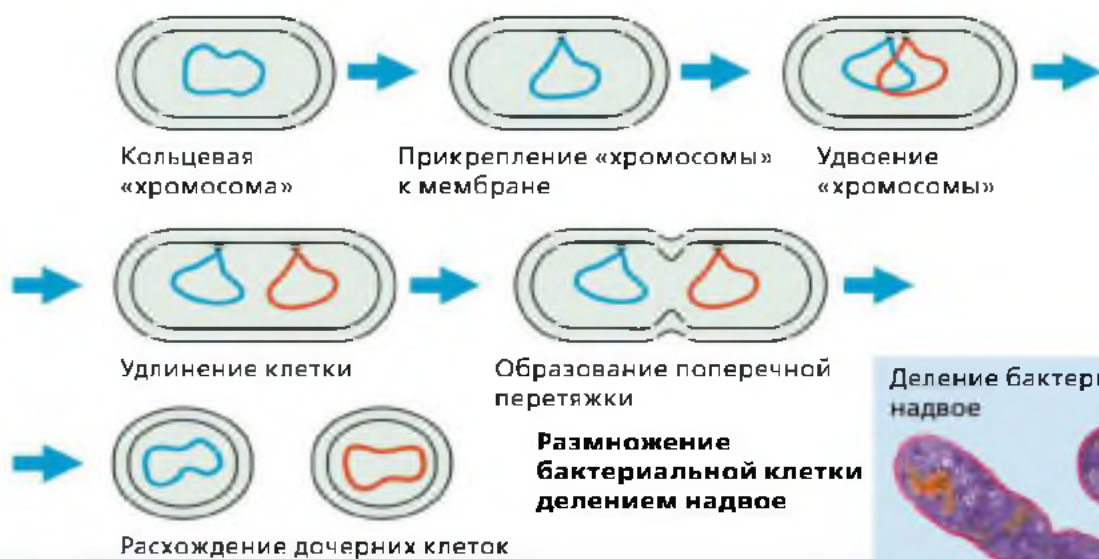 Кольцевая
«хромосома»
Прикрепление «хромосомы»
к мембране
Удвоение
«хромосомы»
Удлинение клетки
Образование поперечной
перетяжки
Деление
надвое
Размножение
бактериальной клетки
делением надвое
Расхождение дочерних клеток